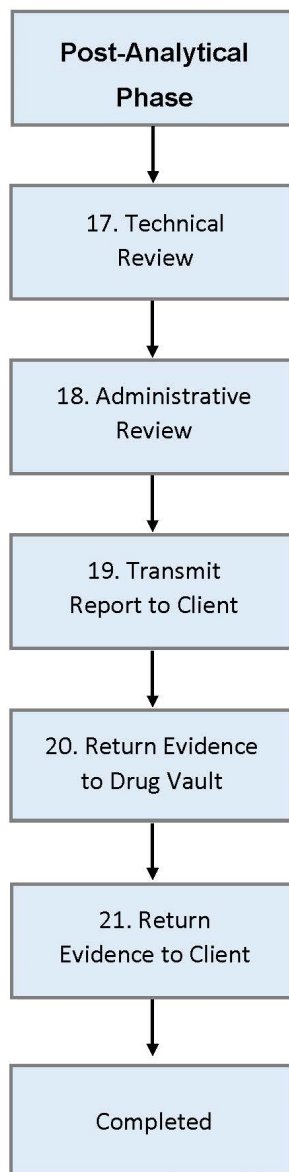 Post-Analytical
Phase
17. Technical
Review
18. Administrative
Review
19. Transmit
Report to Client
20. Return Evidence
to Drug Vault
21. Return
Evidence to Client
Completed